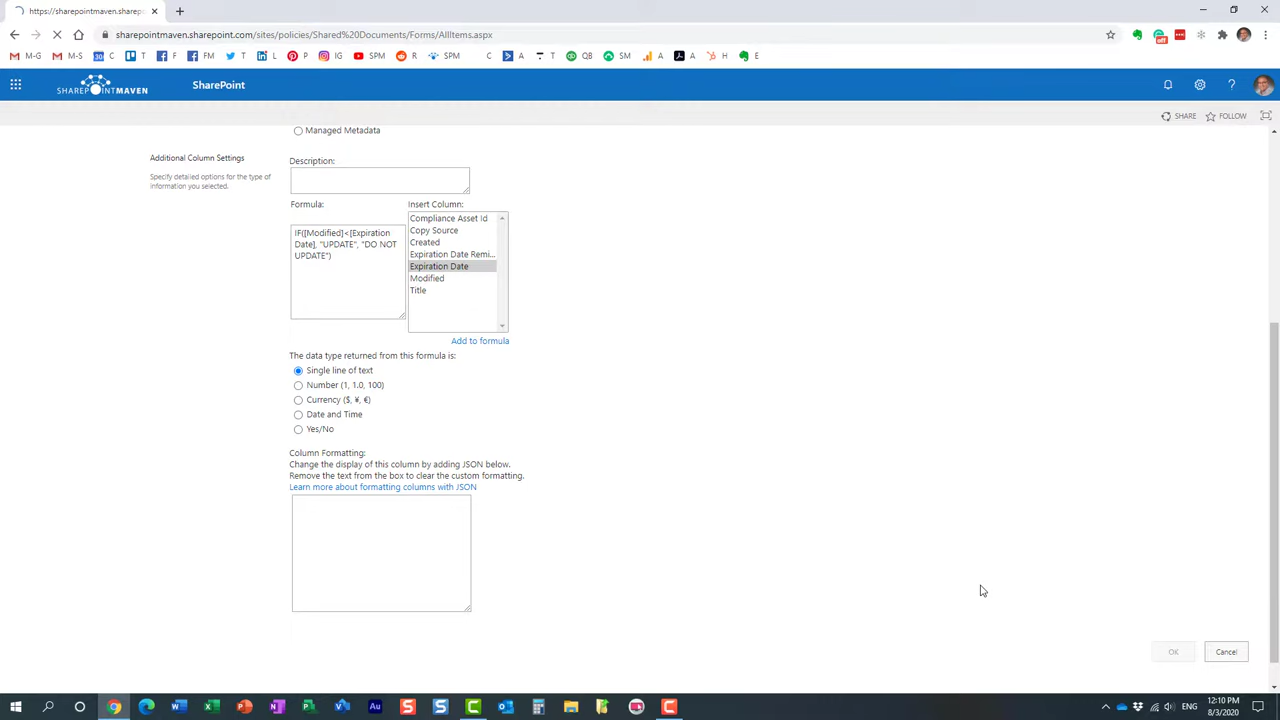 https://sharepointmaven.sharep
sharepointmaven.sharepoint.com/sites/policies/Shared%20Documents/Forms/AllItems.aspx
off
M-G M-S C T F FM T L P IG SPM R SPM C A T QB SM A A H E
SHAREPOINTMAVEN SharePoint
SHARE FOLLOW
Managed Metadata
Additional Column Settings
Specify detailed options for the type of
information you selected.
Description:
Formula:
Insert Column:
IF([Modified]<[Expiration
Date], "UPDATE", "DO NOT
UPDATE")
Compliance Asset Id
Copy Source
Created
Expiration Date Remi...
Expiration Date
Modified
Title
Add to formula
The data type returned from this formula is:
Single line of text
Number (1, 1.0, 100)
Currency ($, ¥, €)
Date and Time
Yes/No
Column Formatting:
Change the display of this column by adding JSON below.
Remove the text from the box to clear the custom formatting.
Learn more about formatting columns with JSON
OK Cancel
ENG
12:10 PM
8/3/2020